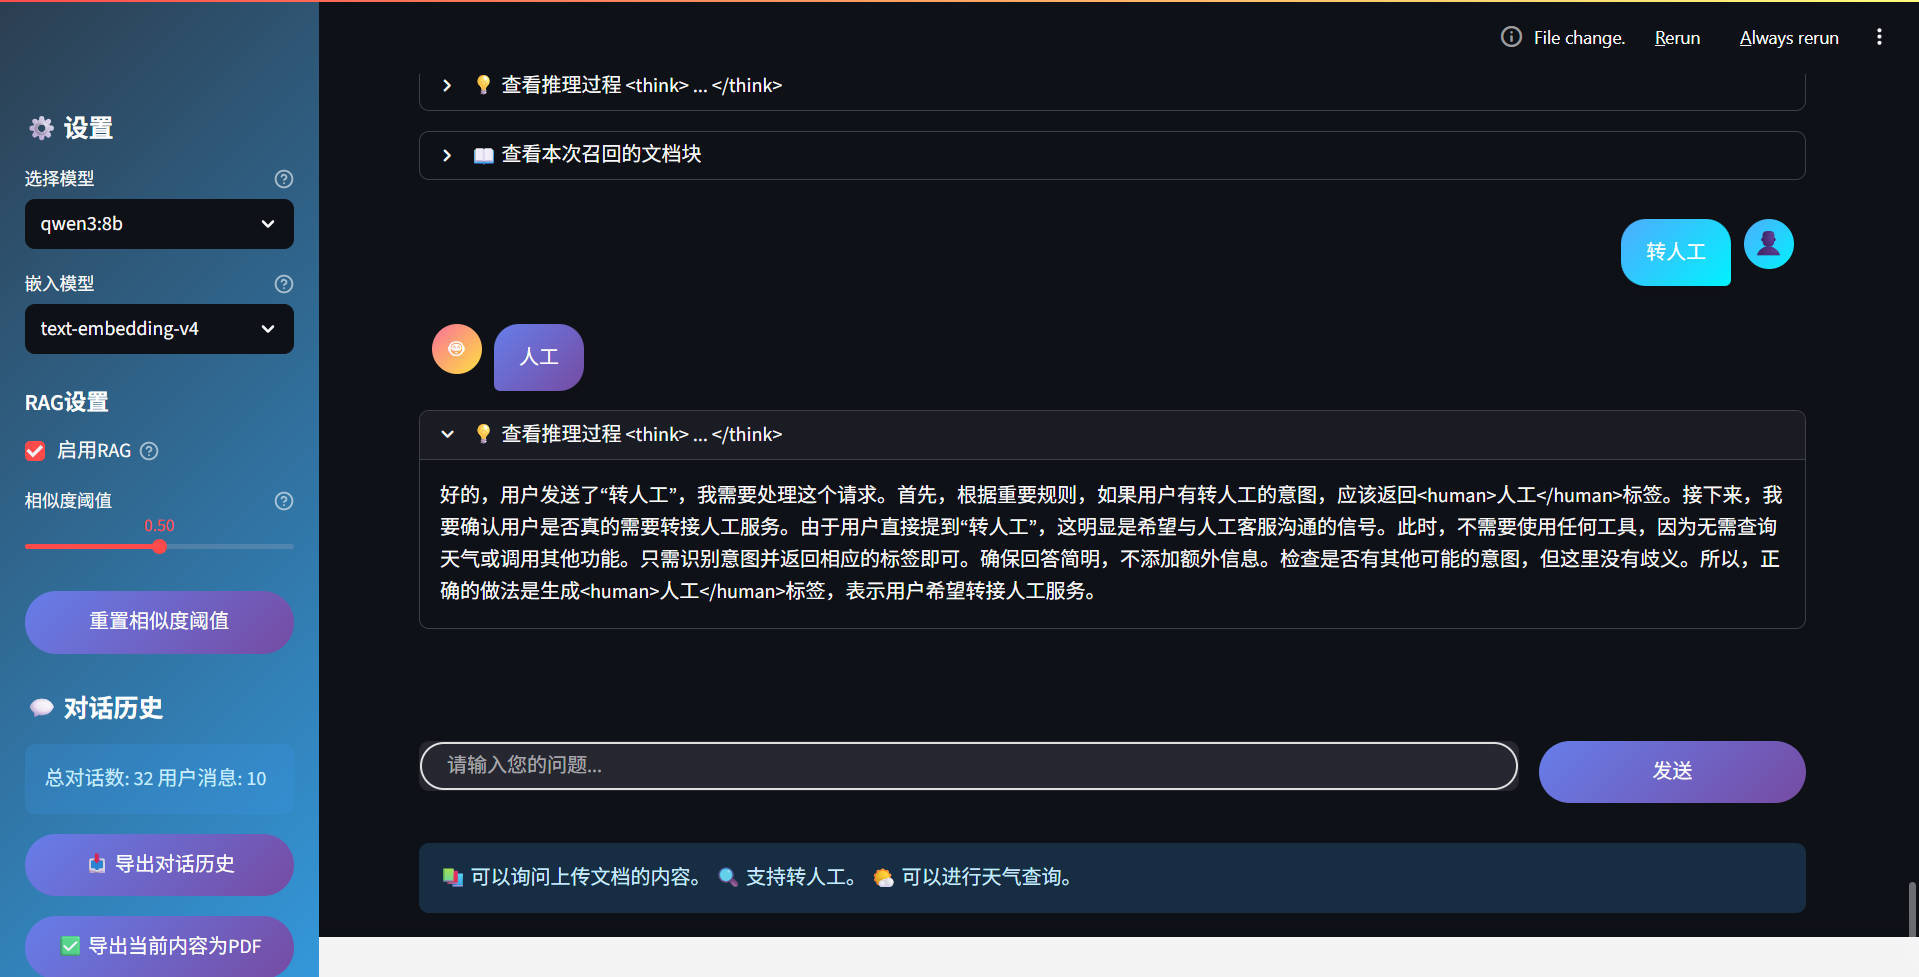 File change.
Rerun
Always rerun
设置
选择模型
qwen3:8b
嵌入模型
text-embedding-v4
RAG设置
启用RAG
相似度阈值
0.50
重置相似度阈值
对话历史
总对话数: 32 用户消息: 10
导出对话历史
导出当前内容为PDF
查看推理过程 <think> ... </think>
查看本次召回的文档块
转人工
人工
查看推理过程 <think> ... </think>
好的，用户发送了“转人工”，我需要处理这个请求。首先，根据重要规则，如果用户有转人工的意图，应该返回<human>人工</human>标签。接下来，我
要确认用户是否真的需要转接人工服务。由于用户直接提到“转人工”，这明显是希望与人工客服沟通的信号。此时，不需要使用任何工具，因为无需查询
天气或调用其他功能。只需识别意图并返回相应的标签即可。确保回答简明，不添加额外信息。检查是否有其他可能的意图，但这里没有歧义。所以，正
确的做法是生成<human>人工</human>标签，表示用户希望转接人工服务。
请输入您的问题...
发送
可以询问上传文档的内容。 支持转人工。 可以进行天气查询。